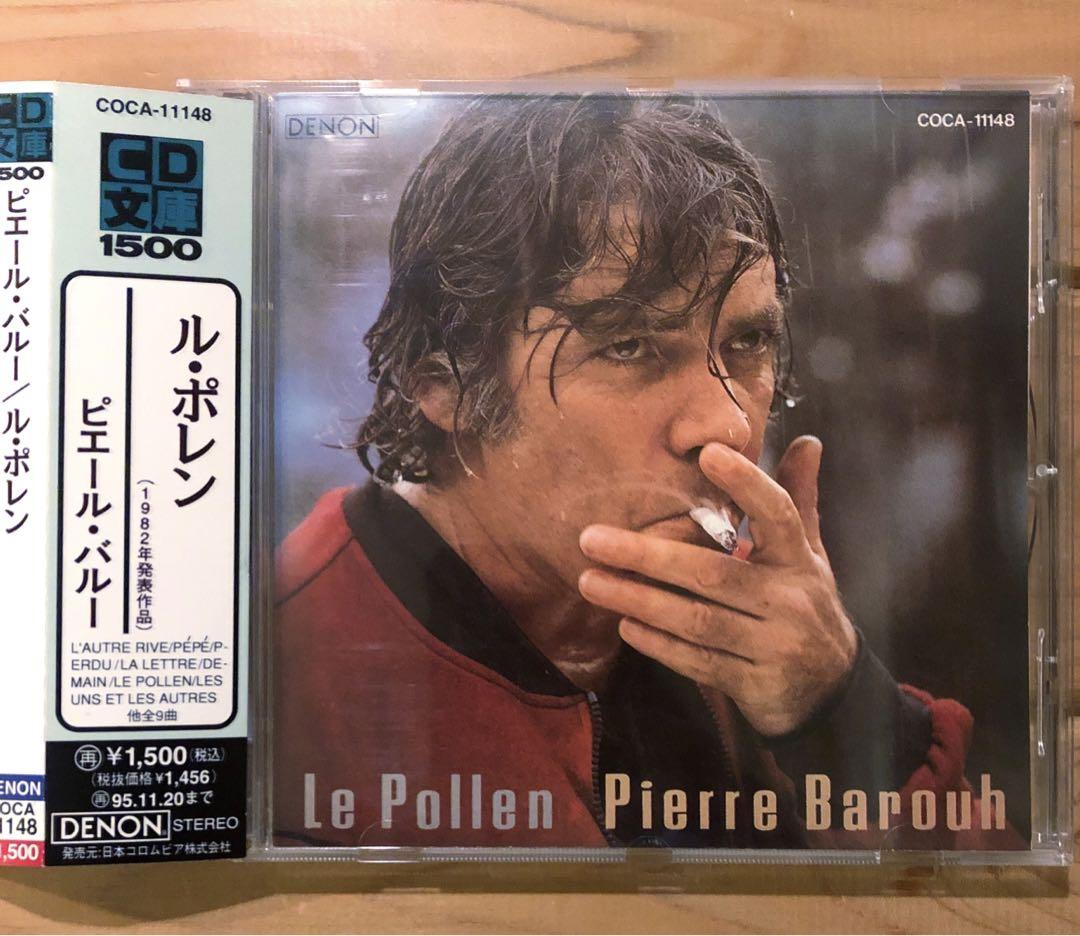 CD
文庫
1500
ピエール・バルー/ル・ポレン
DENON
COCA
11148
1,500
COCA-11148
CD
文庫
1500
ル・ポレン
(1982年発表作品)
ピエール・バルー
L'AUTRE RIVE/PÉPÉ/P-
ERDU/LA LETTRE/DE-
MAIN/LE POLLEN/LES
UNS ET LES AUTRES
他全9曲
再 ¥1,500(税込)
(税抜価格¥1,456)
再 95.11.20まで
DENON STEREO
発売元:日本コロムビア株式会社
DENON
COCA-11148
Le Pollen Pierre Barouh